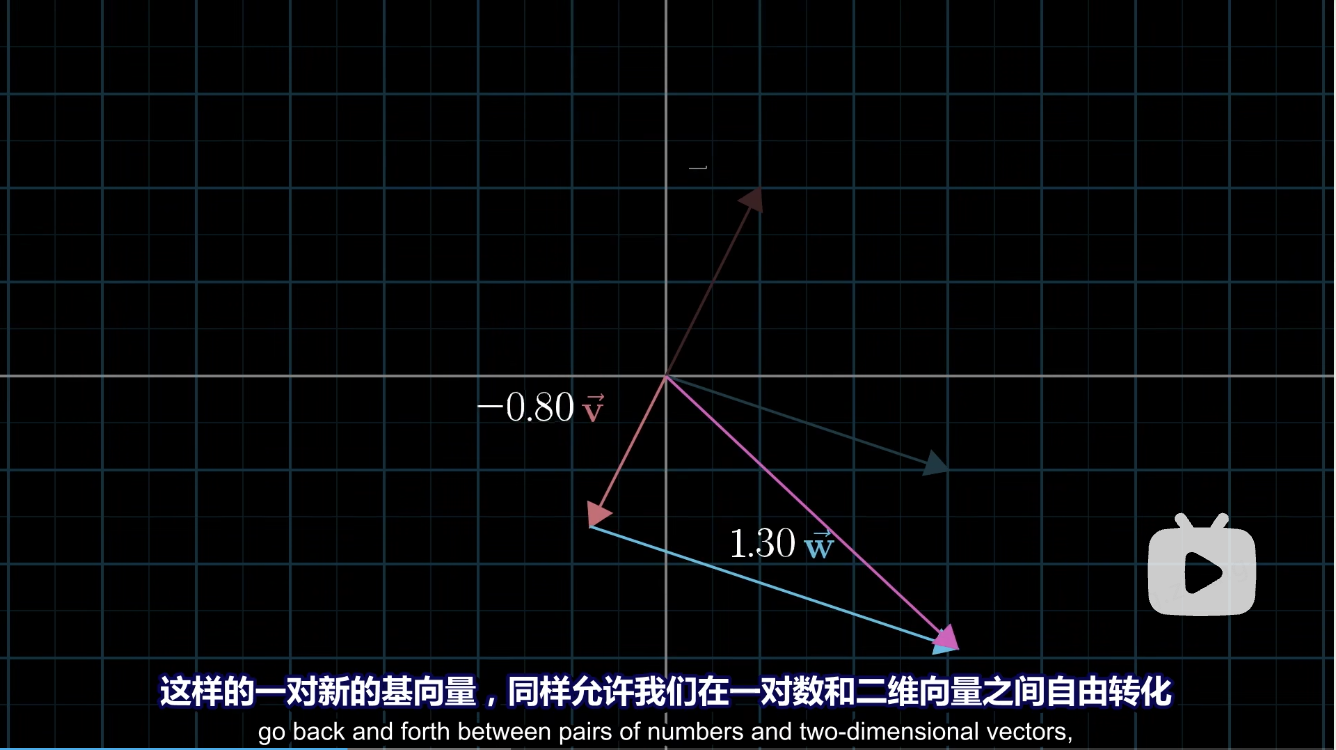 −0.80 v⃗
1.30 w⃗
这样的一对新的基向量，同样允许我们在一对数和二维向量之间自由转化
go back and forth between pairs of numbers and two-dimensional vectors,